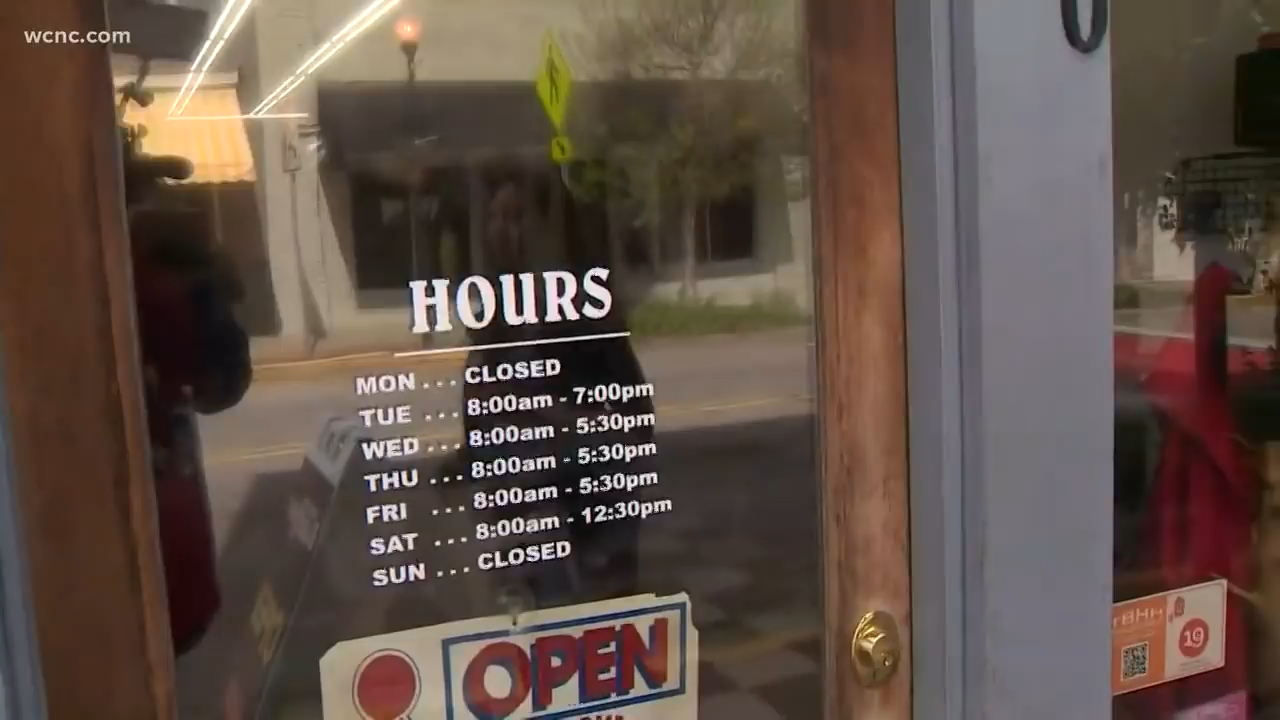 wcnc.com
HOURS
MON ... CLOSED
TUE ... 8:00am - 7:00pm
WED ... 8:00am - 5:30pm
THU ... 8:00am - 5:30pm
FRI ... 8:00am - 5:30pm
SAT ... 8:00am - 12:30pm
SUN ... CLOSED
OPEN
19